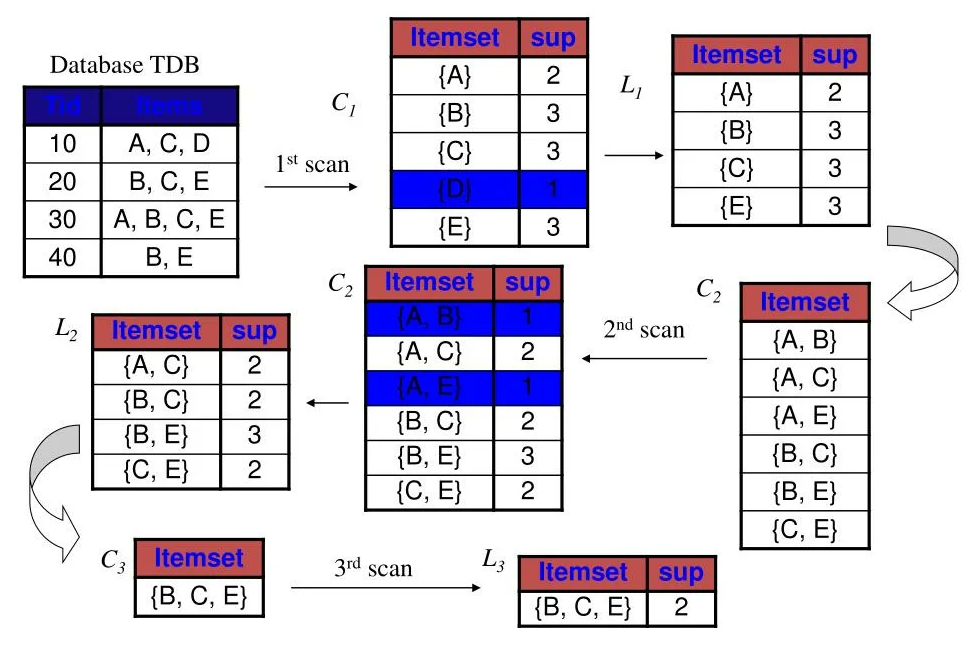 Database TDB
Tid Items
10 A, C, D
20 B, C, E
30 A, B, C, E
40 B, E
1st scan
C1
Itemset sup
{A} 2
{B} 3
{C} 3
{D} 1
{E} 3
L1
Itemset sup
{A} 2
{B} 3
{C} 3
{E} 3
C2
Itemset
{A, B}
{A, C}
{A, E}
{B, C}
{B, E}
{C, E}
2nd scan
C2
Itemset sup
{A, B} 1
{A, C} 2
{A, E} 1
{B, C} 2
{B, E} 3
{C, E} 2
L2
Itemset sup
{A, C} 2
{B, C} 2
{B, E} 3
{C, E} 2
C3
Itemset
{B, C, E}
3rd scan
L3
Itemset sup
{B, C, E} 2